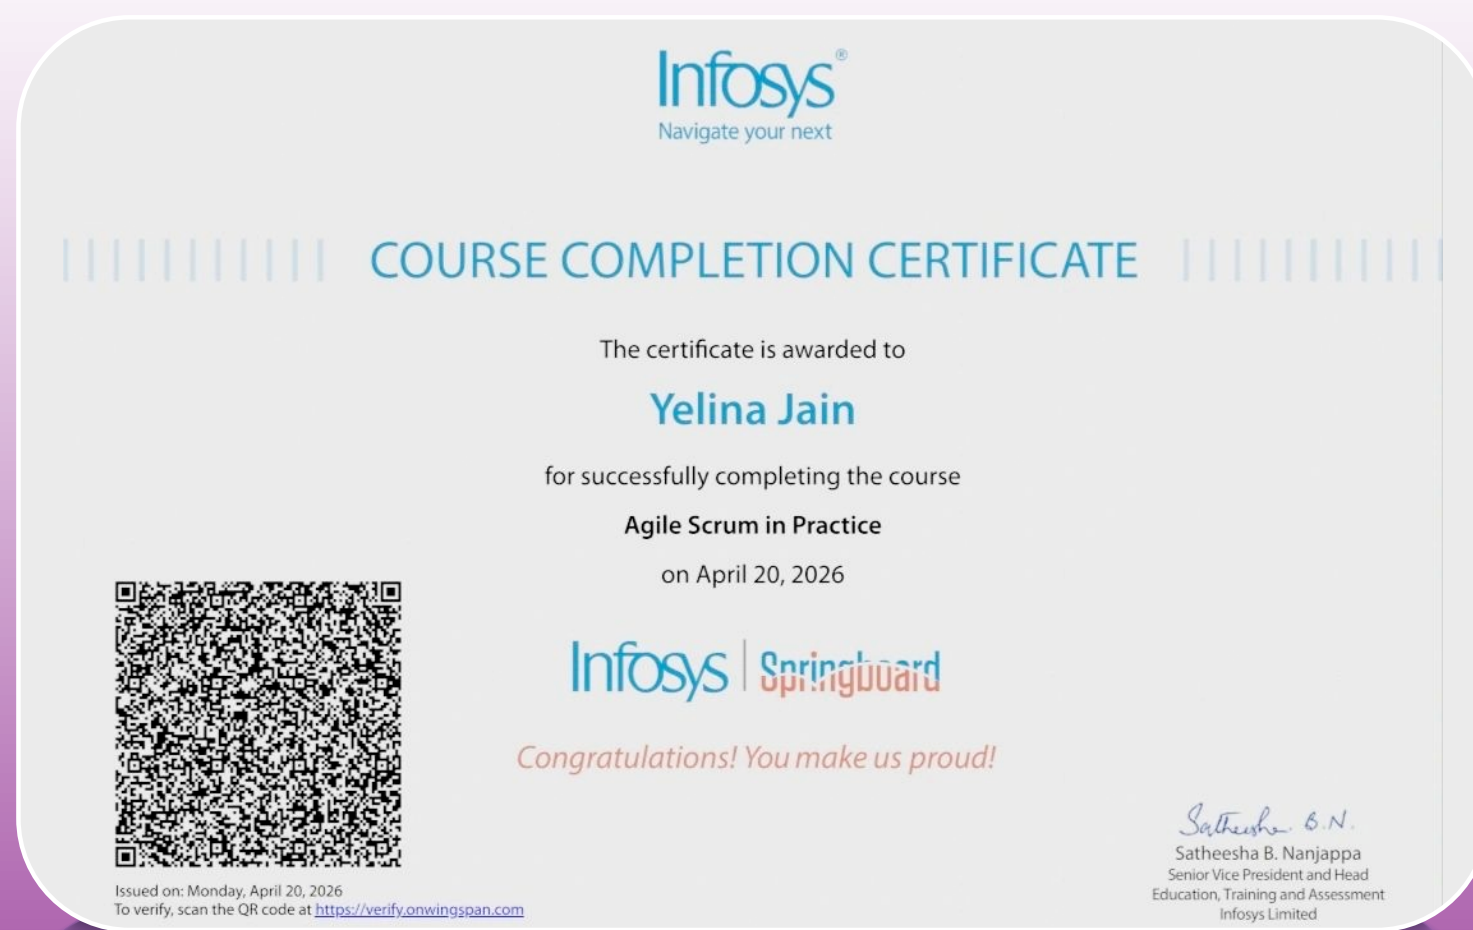 Infosys®
Navigate your next
COURSE COMPLETION CERTIFICATE
The certificate is awarded to
Yelina Jain
for successfully completing the course
Agile Scrum in Practice
on April 20, 2026
Infosys | Springboard
Congratulations! You make us proud!
Satheesha B.N.
Satheesha B. Nanjappa
Senior Vice President and Head
Education, Training and Assessment
Infosys Limited
Issued on: Monday, April 20, 2026
To verify, scan the QR code at https://verify.onwingspan.com